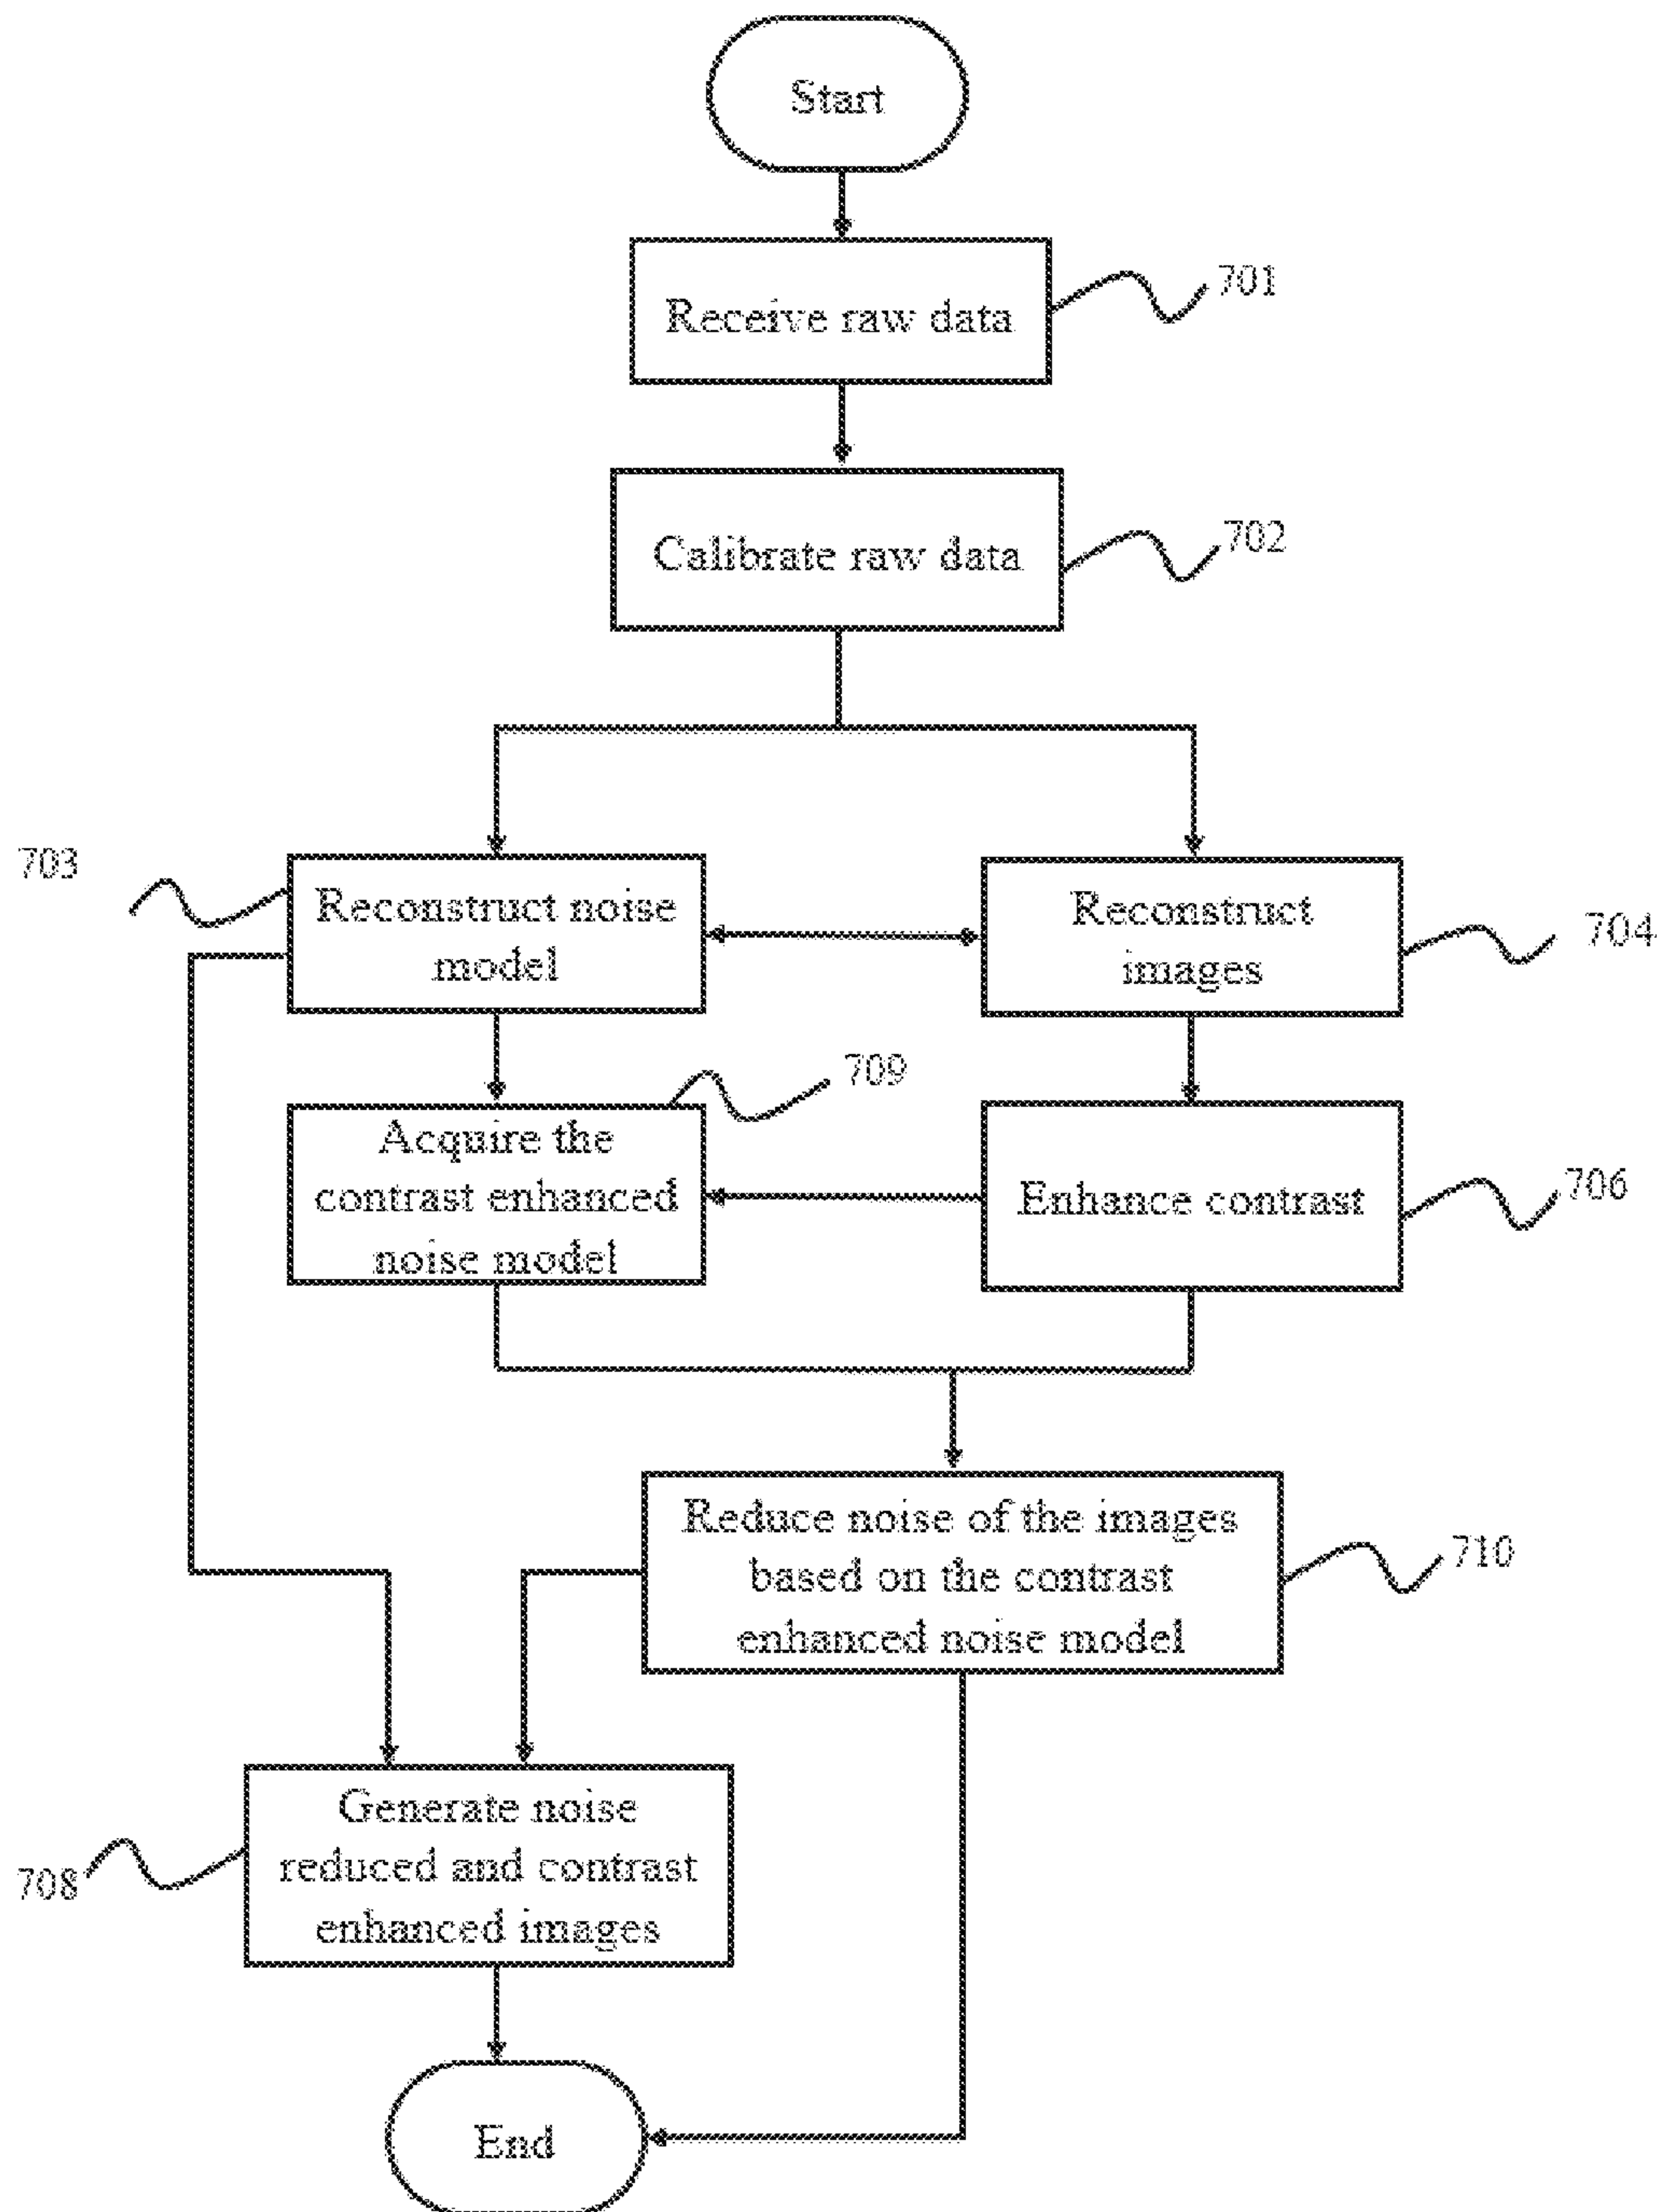 Start
Receive raw data
701
Calibrate raw data
702
703
Reconstruct noise
model
Reconstruct
images
704
709
Acquire the
contrast enhanced
noise model
Enhance contrast
706
Reduce noise of the images
based on the contrast
enhanced noise model
710
Generate noise
reduced and contrast
enhanced images
708
End